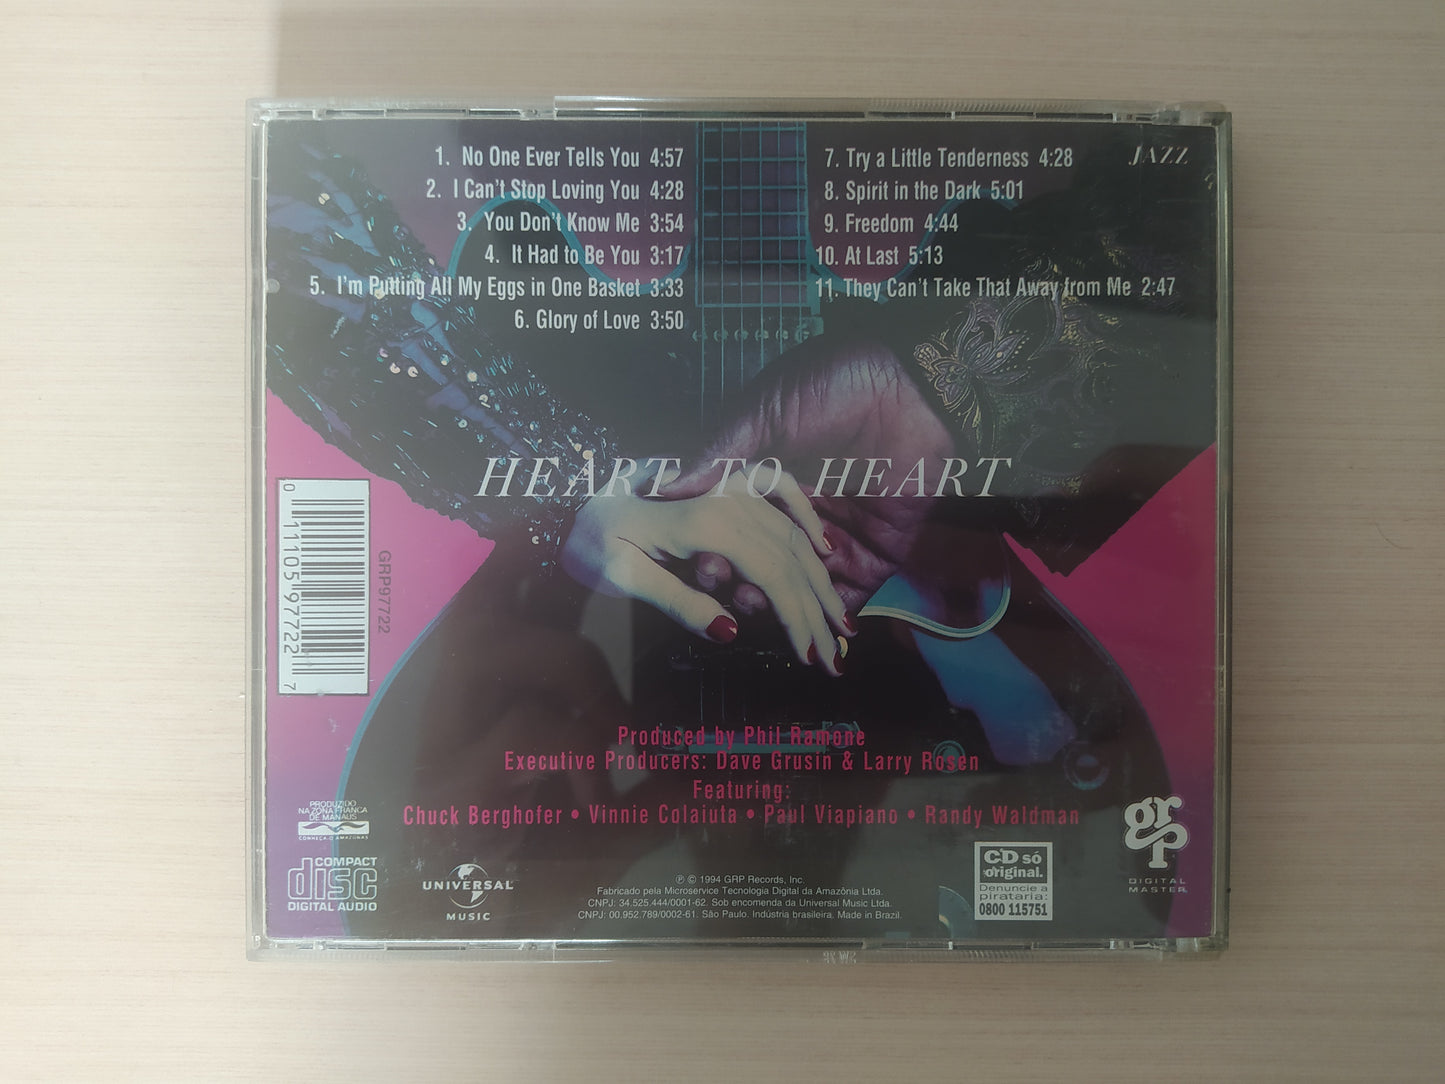 1. No One Ever Tells You 4:57
2. I Can't Stop Loving You 4:28
3. You Don't Know Me 3:54
4. It Had to Be You 3:17
5. I'm Putting All My Eggs in One Basket 3:33
6. Glory of Love 3:50
7. Try a Little Tenderness 4:28
8. Spirit in the Dark 5:01
9. Freedom 4:44
10. At Last 5:13
11. They Can't Take That Away from Me 2:47
JAZZ
HEART TO HEART
0 11105 97722 7
GRP97722
Produced by Phil Ramone
Executive Producers: Dave Grusin & Larry Rosen
Featuring:
Chuck Berghofer • Vinnie Colaiuta • Paul Viapiano • Randy Waldman
PRODUZIDO
NA ZONA FRANCA
DE MANAUS
CONHEÇA O AMAZONAS
COMPACT
disc
DIGITAL AUDIO
UNIVERSAL
MUSIC
℗ © 1994 GRP Records, Inc.
Fabricado pela Microservice Tecnologia Digital da Amazônia Ltda.
CNPJ: 34.525.444/0001-62. Sob encomenda da Universal Music Ltda.
CNPJ: 00.952.789/0002-61. São Paulo. Indústria brasileira. Made in Brazil.
CD só
original.
Denuncie a
pirataria:
0800 115751
grp
DIGITAL
MASTER